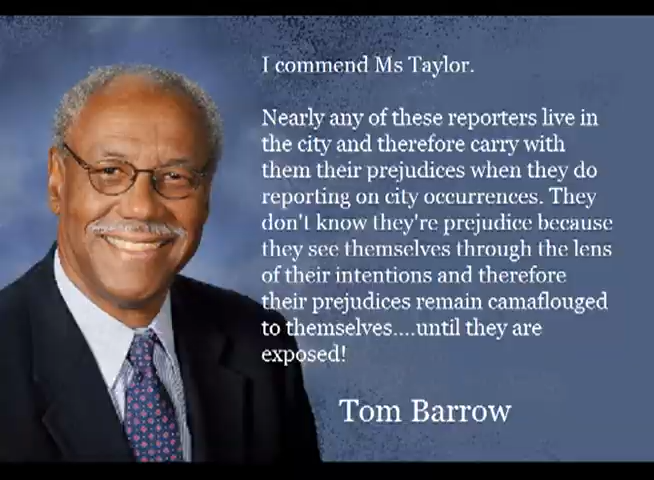 I commend Ms Taylor.
Nearly any of these reporters live in
the city and therefore carry with
them their prejudices when they do
reporting on city occurrences. They
don't know they're prejudice because
they see themselves through the lens
of their intentions and therefore
their prejudices remain camaflouged
to themselves....until they are
exposed!
Tom Barrow